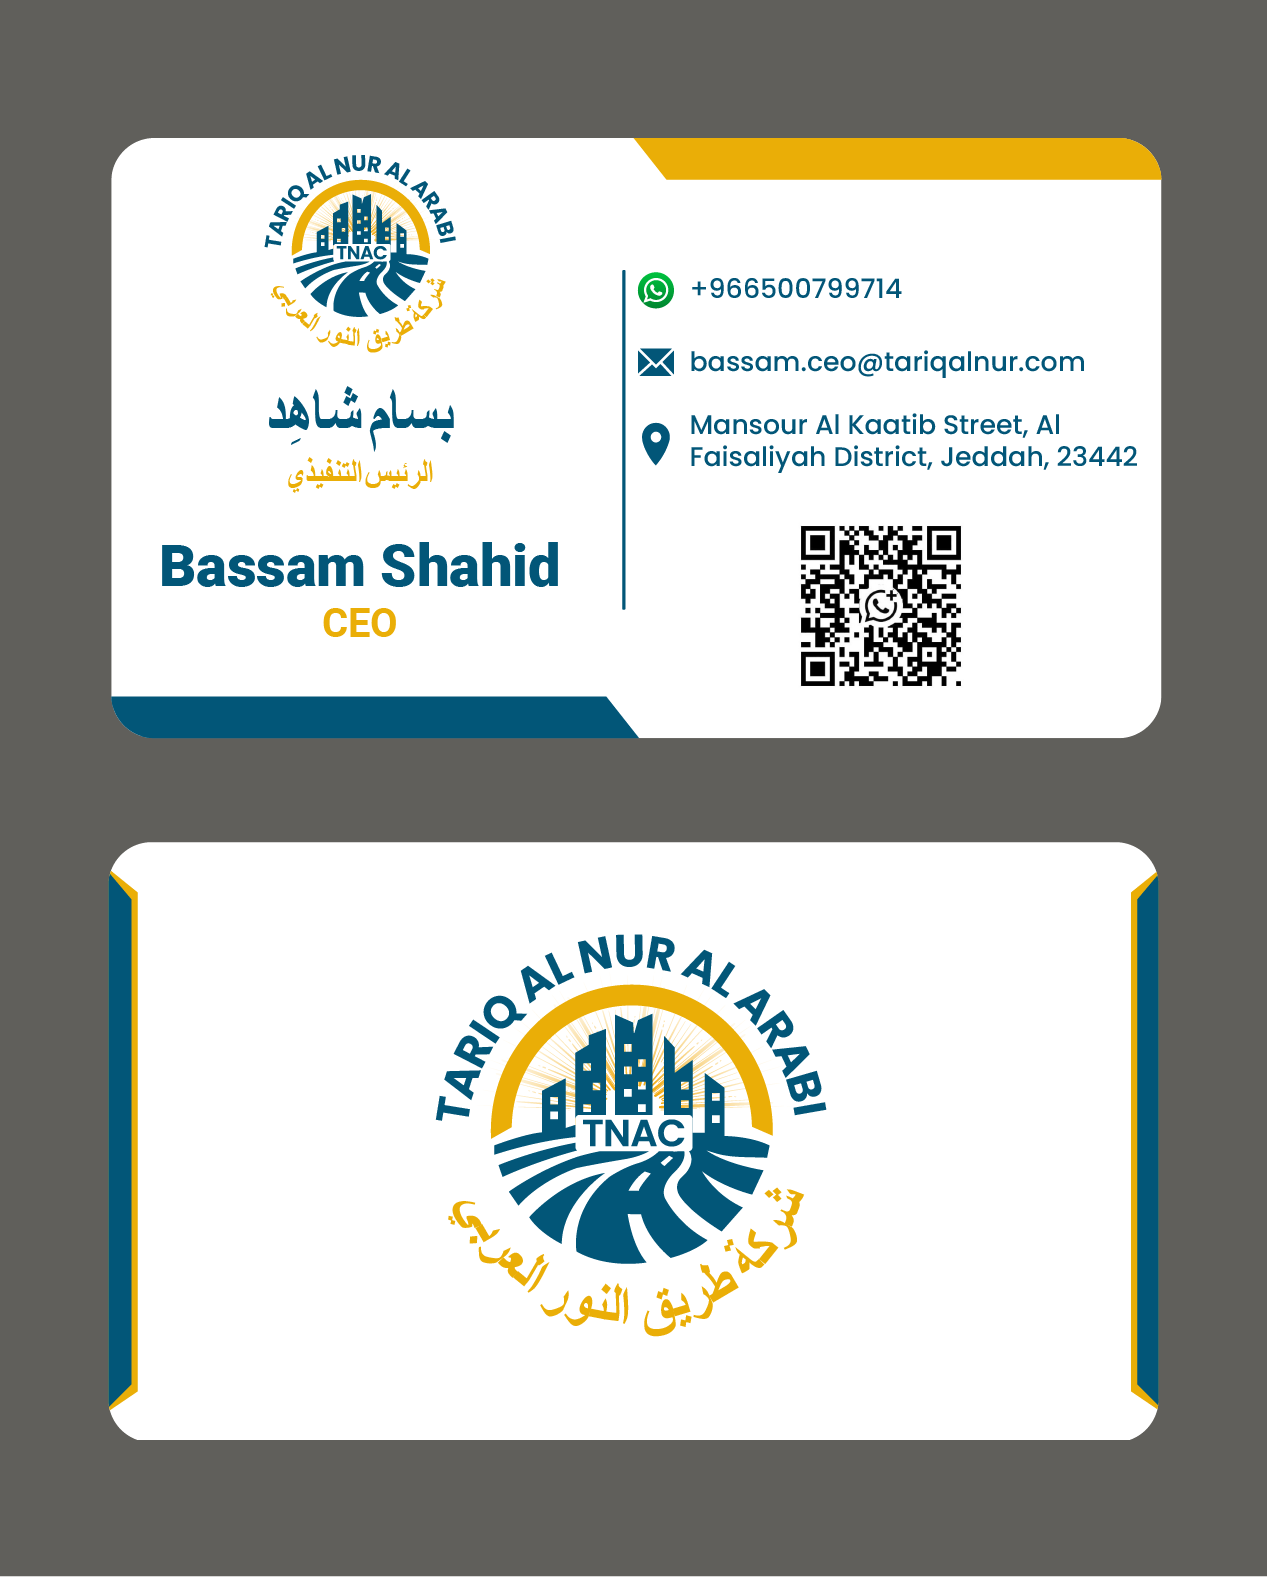 TARIQ AL NUR AL ARABI
TNAC
شركة طريق النور العربي
بسام شاهِد
الرئيس التنفيذي
Bassam Shahid
CEO
+966500799714
bassam.ceo@tariqalnur.com
Mansour Al Kaatib Street, Al
Faisaliyah District, Jeddah, 23442
TARIQ AL NUR AL ARABI
TNAC
شركة طريق النور العربي